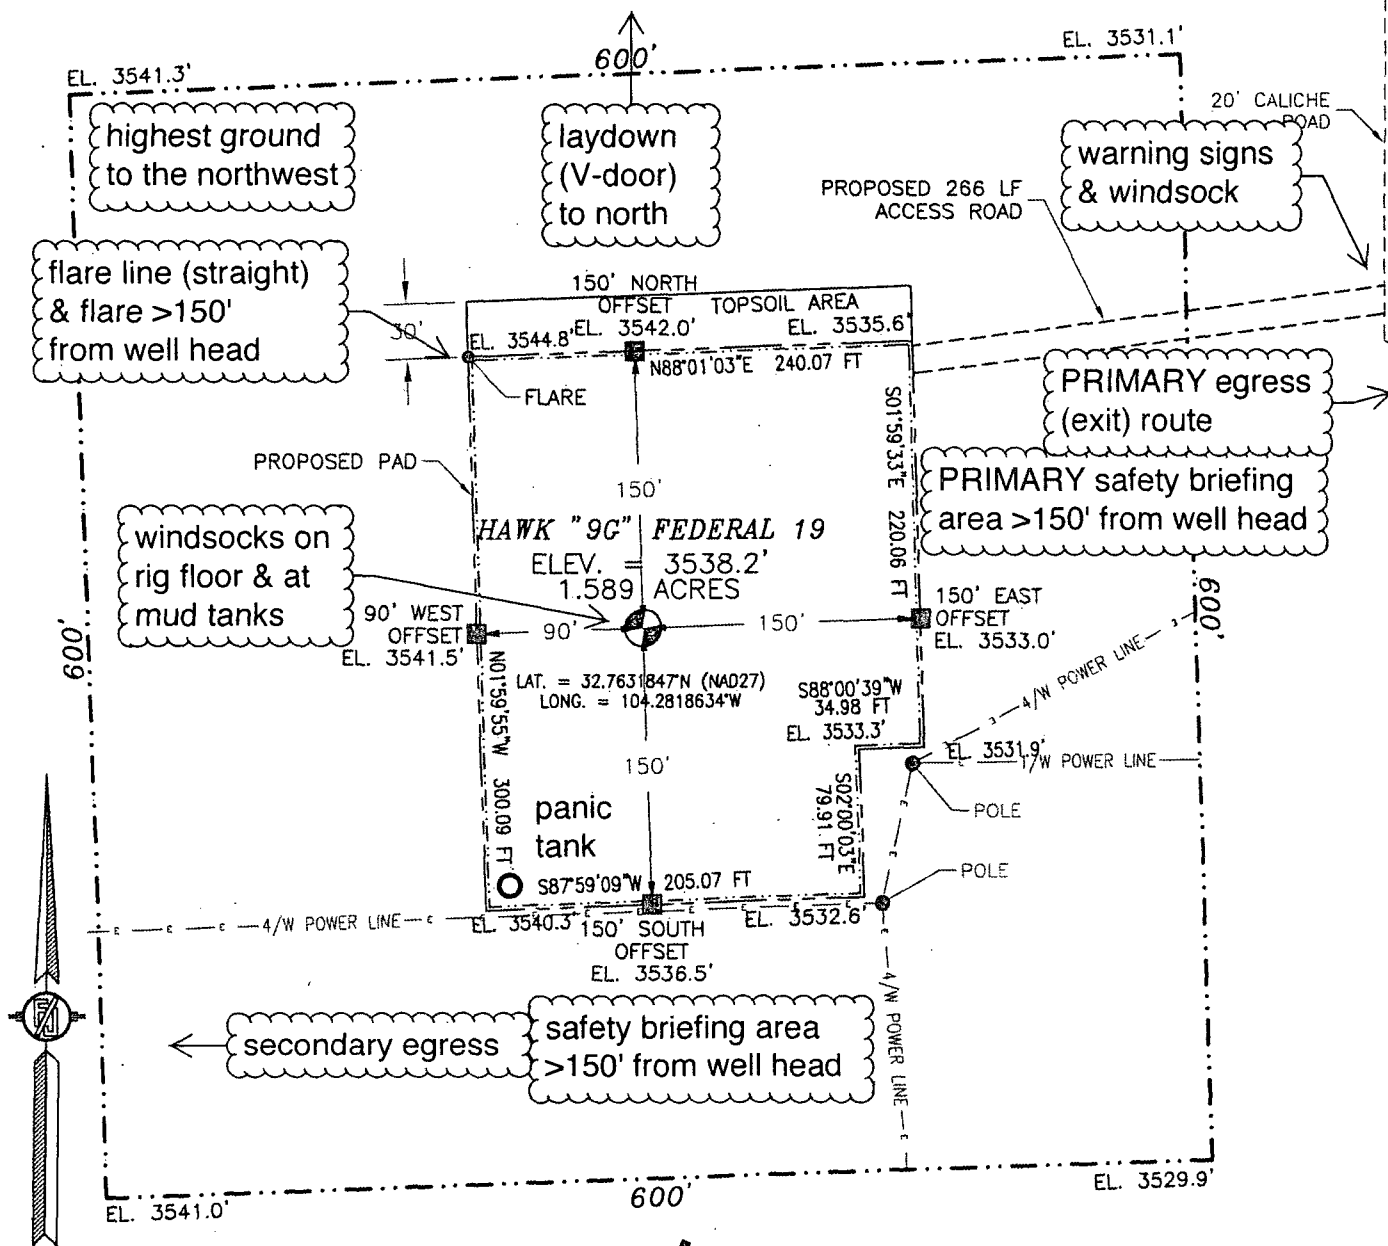 600'
EL. 3531.1'
EL. 3541.3'
highest ground
to the northwest
laydown
(V-door)
to north
20' CALICHE
ROAD
warning signs
& windsock
PROPOSED 266 LF
ACCESS ROAD
flare line (straight)
& flare >150'
from well head
30'
150' NORTH
OFFSET
EL. 3542.0'
TOPSOIL AREA
EL. 3544.8'
EL. 3535.6'
N88°01'03"E 240.07 FT
FLARE
PRIMARY egress
(exit) route
S01°59'33"E 220.06 FT
PROPOSED PAD
PRIMARY safety briefing
area >150' from well head
150'
HAWK "9G" FEDERAL 19
ELEV. = 3538.2'
1.589 ACRES
windsocks on
rig floor & at
mud tanks
90' WEST
OFFSET
EL. 3541.5'
90'
150'
150' EAST
OFFSET
EL. 3533.0'
600'
600'
4/W POWER LINE
LAT. = 32.7631847°N (NAD27)
LONG. = 104.2818634°W
N01°59'55"W 300.09 FT
S88°00'39"W
34.98 FT
EL. 3533.3'
EL. 3531.9'
1/W POWER LINE
150'
S02°00'03"E
79.91 FT
POLE
panic
tank
S87°59'09"W 205.07 FT
POLE
4/W POWER LINE
EL. 3540.3'
150' SOUTH
OFFSET
EL. 3536.5'
EL. 3532.6'
4/W POWER LINE
secondary egress
safety briefing area
>150' from well head
EL. 3541.0'
600'
EL. 3529.9'